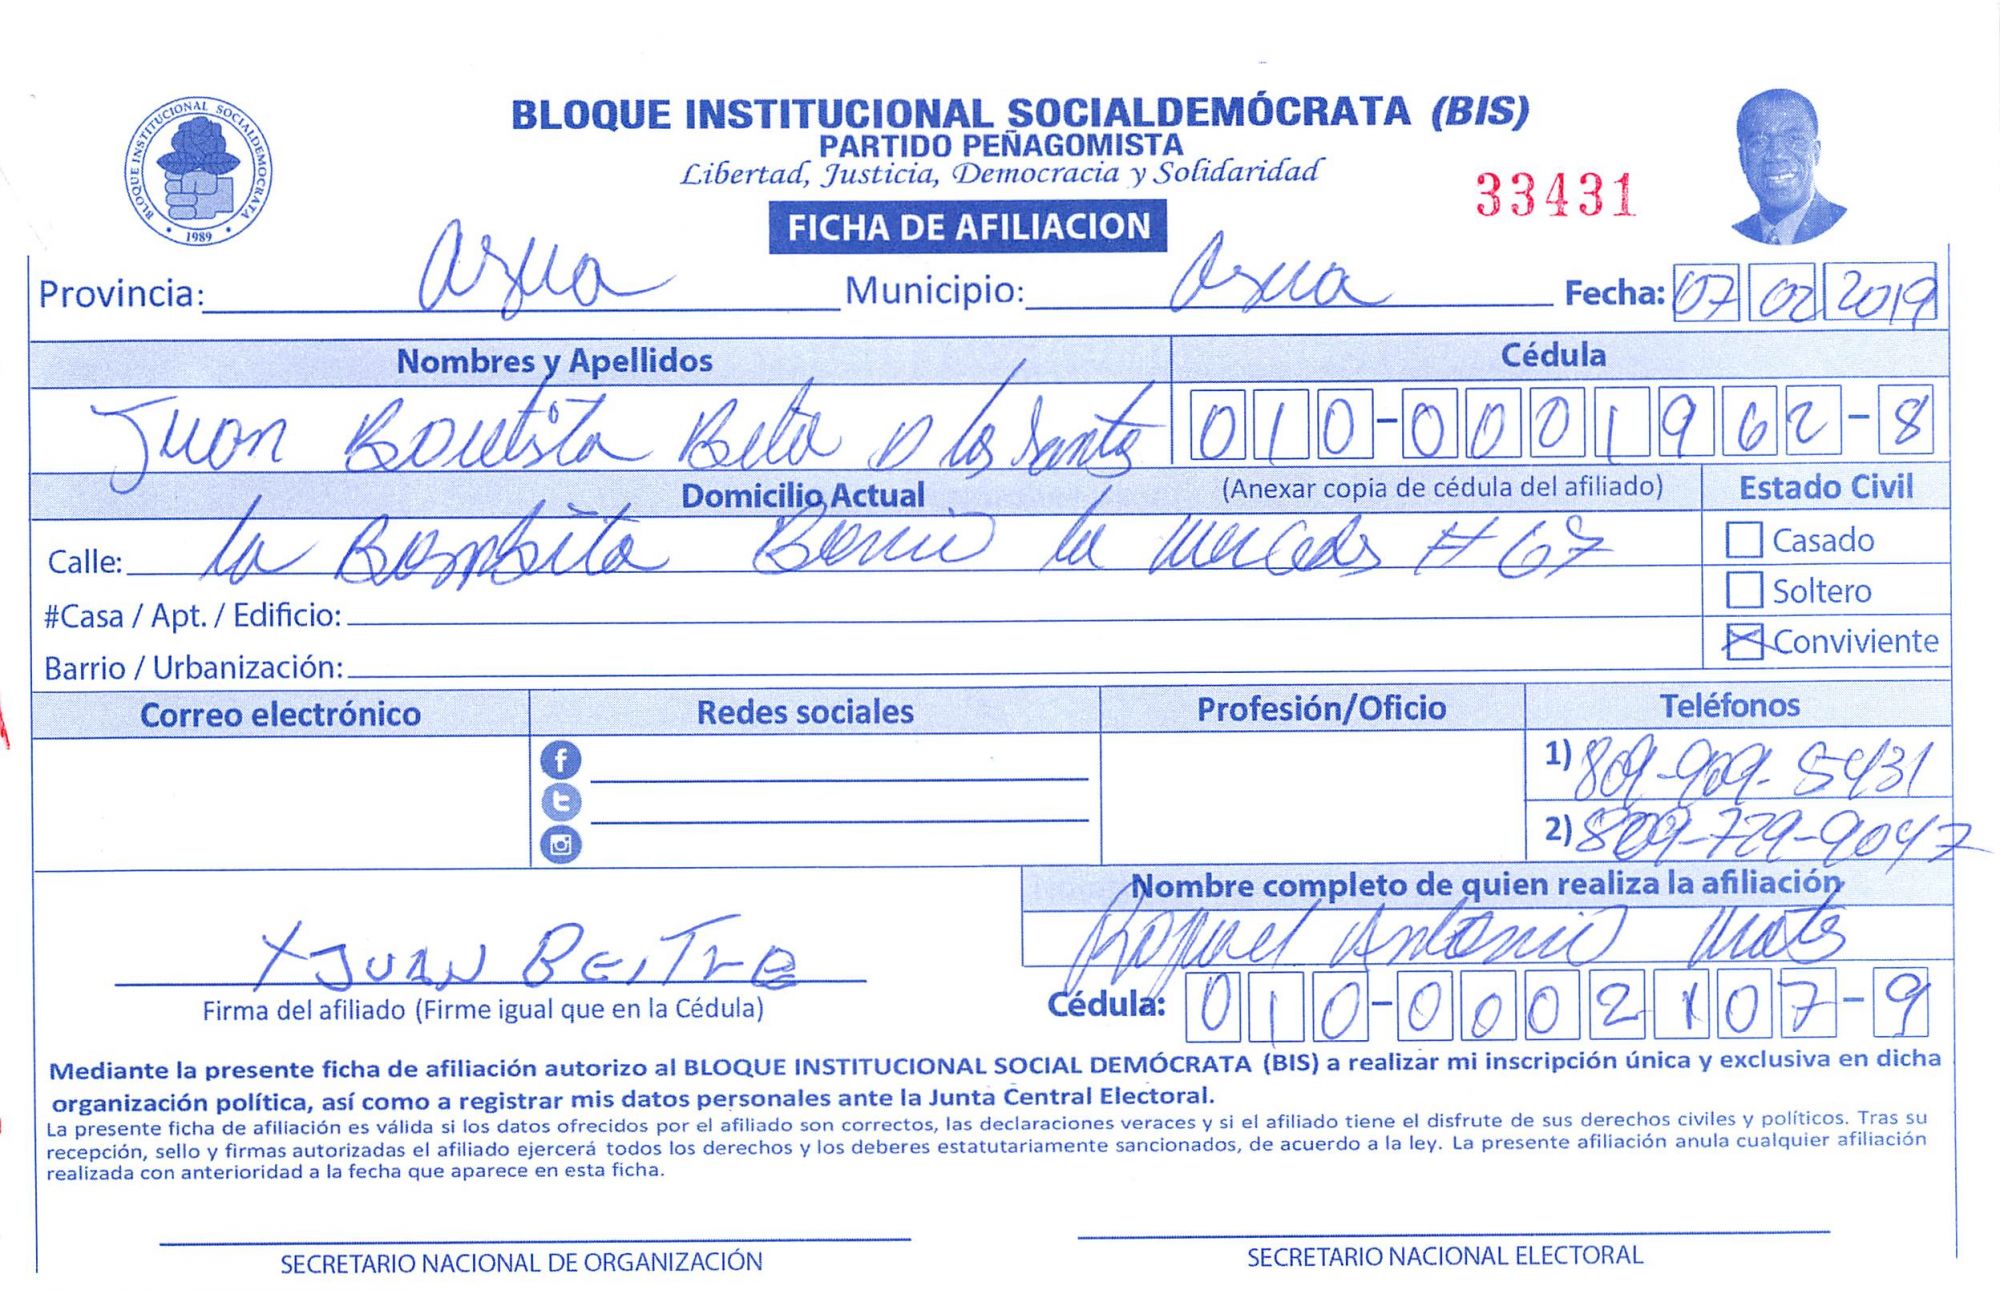 BLOQUE INSTITUCIONAL SOCIALDEMÓCRATA (BIS)
PARTIDO PEÑAGOMISTA
Libertad, Justicia, Democracia y Solidaridad
BLOQUE INSTITUCIONAL SOCIALDEMOCRATA
1989
33431
FICHA DE AFILIACION
Provincia: Azua Municipio: Azua Fecha: 07 02 2019
Nombres y Apellidos Cédula
Juan Bautista D los Santos 010-0001962-8
Domicilio Actual (Anexar copia de cédula del afiliado) Estado Civil
Calle: la Bombita Barrio la Mercedes # 67 Casado
#Casa / Apt. / Edificio: Soltero
Barrio / Urbanización: Conviviente
Correo electrónico Redes sociales Profesión/Oficio Teléfonos
1) 809-909-5431
2) 809-729-9047
Nombre completo de quien realiza la afiliación
Antonio
X JUAN
Firma del afiliado (Firme igual que en la Cédula) Cédula: 010-0002107-9
Mediante la presente ficha de afiliación autorizo al BLOQUE INSTITUCIONAL SOCIAL DEMÓCRATA (BIS) a realizar mi inscripción única y exclusiva en dicha
organización política, así como a registrar mis datos personales ante la Junta Central Electoral.
La presente ficha de afiliación es válida si los datos ofrecidos por el afiliado son correctos, las declaraciones veraces y si el afiliado tiene el disfrute de sus derechos civiles y políticos. Tras su
recepción, sello y firmas autorizadas el afiliado ejercerá todos los derechos y los deberes estatutariamente sancionados, de acuerdo a la ley. La presente afiliación anula cualquier afiliación
realizada con anterioridad a la fecha que aparece en esta ficha.
SECRETARIO NACIONAL DE ORGANIZACIÓN SECRETARIO NACIONAL ELECTORAL